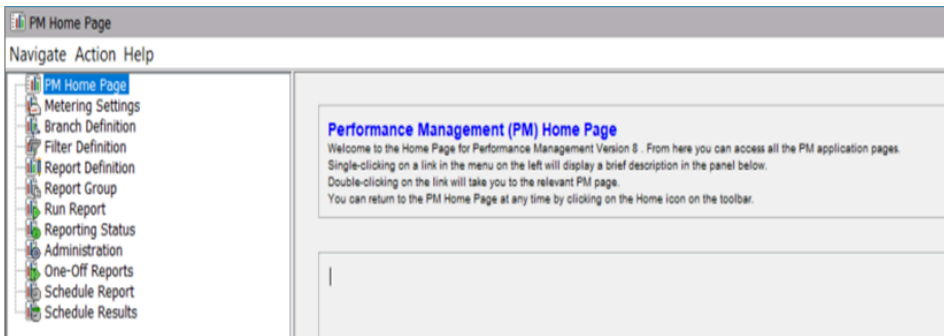 PM Home Page
Navigate Action Help
PM Home Page
Metering Settings
Branch Definition
Filter Definition
Report Definition
Report Group
Run Report
Reporting Status
Administration
One-Off Reports
Schedule Report
Schedule Results
Performance Management (PM) Home Page
Welcome to the Home Page for Performance Management Version 8 . From here you can access all the PM application pages.
Single-clicking on a link in the menu on the left will display a brief description in the panel below.
Double-clicking on the link will take you to the relevant PM page.
You can return to the PM Home Page at any time by clicking on the Home icon on the toolbar.